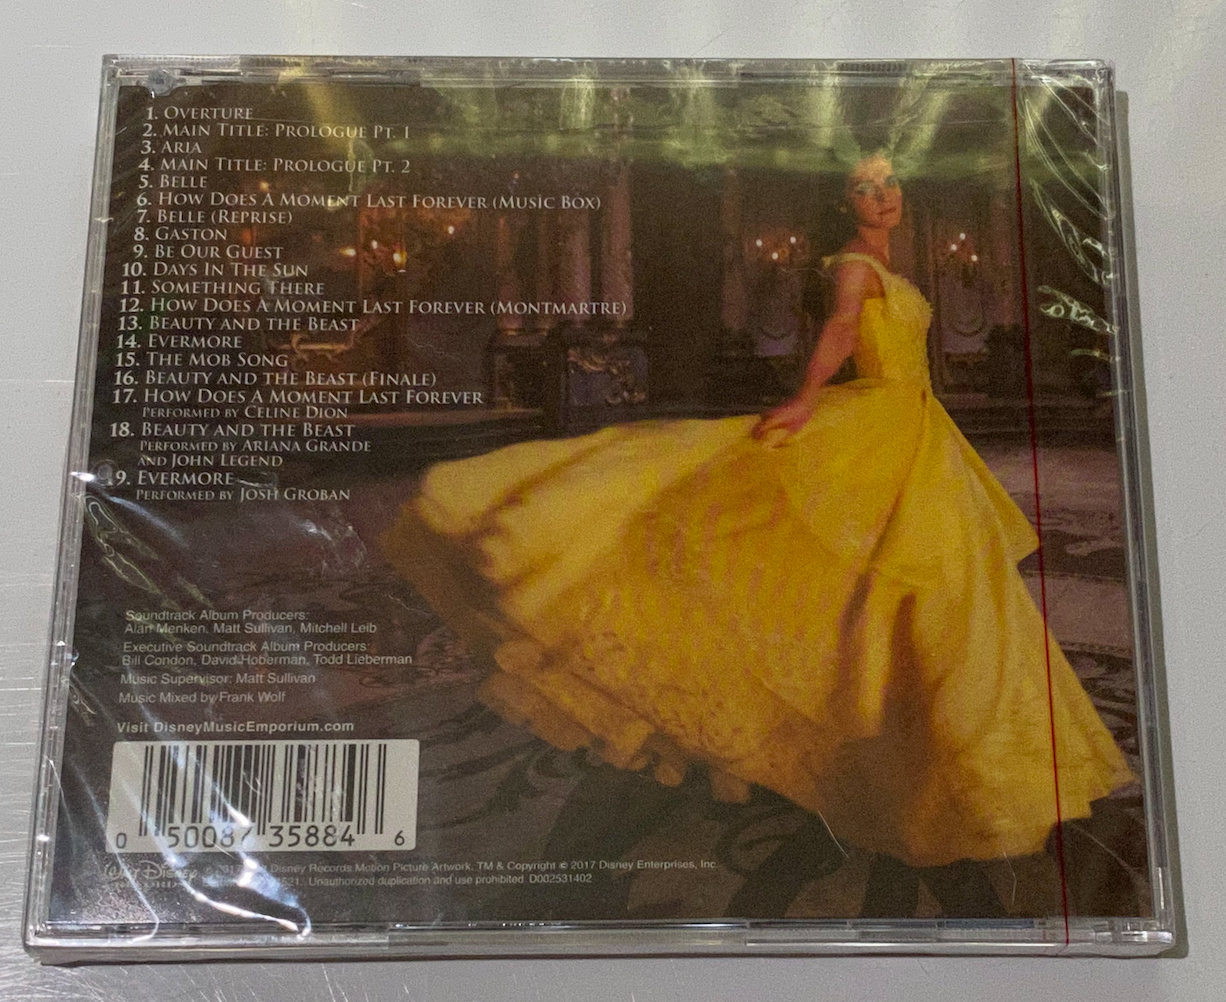 1. OVERTURE
2. MAIN TITLE: PROLOGUE PT. 1
3. ARIA
4. MAIN TITLE: PROLOGUE PT. 2
5. BELLE
6. HOW DOES A MOMENT LAST FOREVER (MUSIC BOX)
7. BELLE (REPRISE)
8. GASTON
9. BE OUR GUEST
10. DAYS IN THE SUN
11. SOMETHING THERE
12. HOW DOES A MOMENT LAST FOREVER (MONTMARTRE)
13. BEAUTY AND THE BEAST
14. EVERMORE
15. THE MOB SONG
16. BEAUTY AND THE BEAST (FINALE)
17. HOW DOES A MOMENT LAST FOREVER
PERFORMED BY CELINE DION
18. BEAUTY AND THE BEAST
PERFORMED BY ARIANA GRANDE
AND JOHN LEGEND
19. EVERMORE
PERFORMED BY JOSH GROBAN
Soundtrack Album Producers:
Alan Menken, Matt Sullivan, Mitchell Leib
Executive Soundtrack Album Producers:
Bill Condon, David Hoberman, Todd Lieberman
Music Supervisor: Matt Sullivan
Music Mixed by Frank Wolf
Visit DisneyMusicEmporium.com
0 50087 35884 6
WALT DISNEY RECORDS
Disney Records Motion Picture Artwork, TM & Copyright © 2017 Disney Enterprises, Inc.
Unauthorized duplication and use prohibited. D002531402